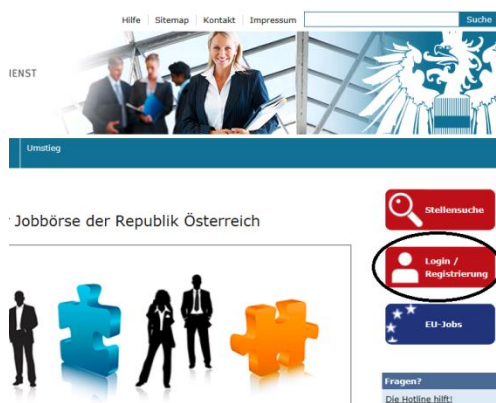 Hilfe Sitemap Kontakt Impressum Suche
IENST
Umstieg
Jobbörse der Republik Österreich
Stellensuche
Login /
Registrierung
EU-Jobs
Fragen?
Die Hotline hilft!